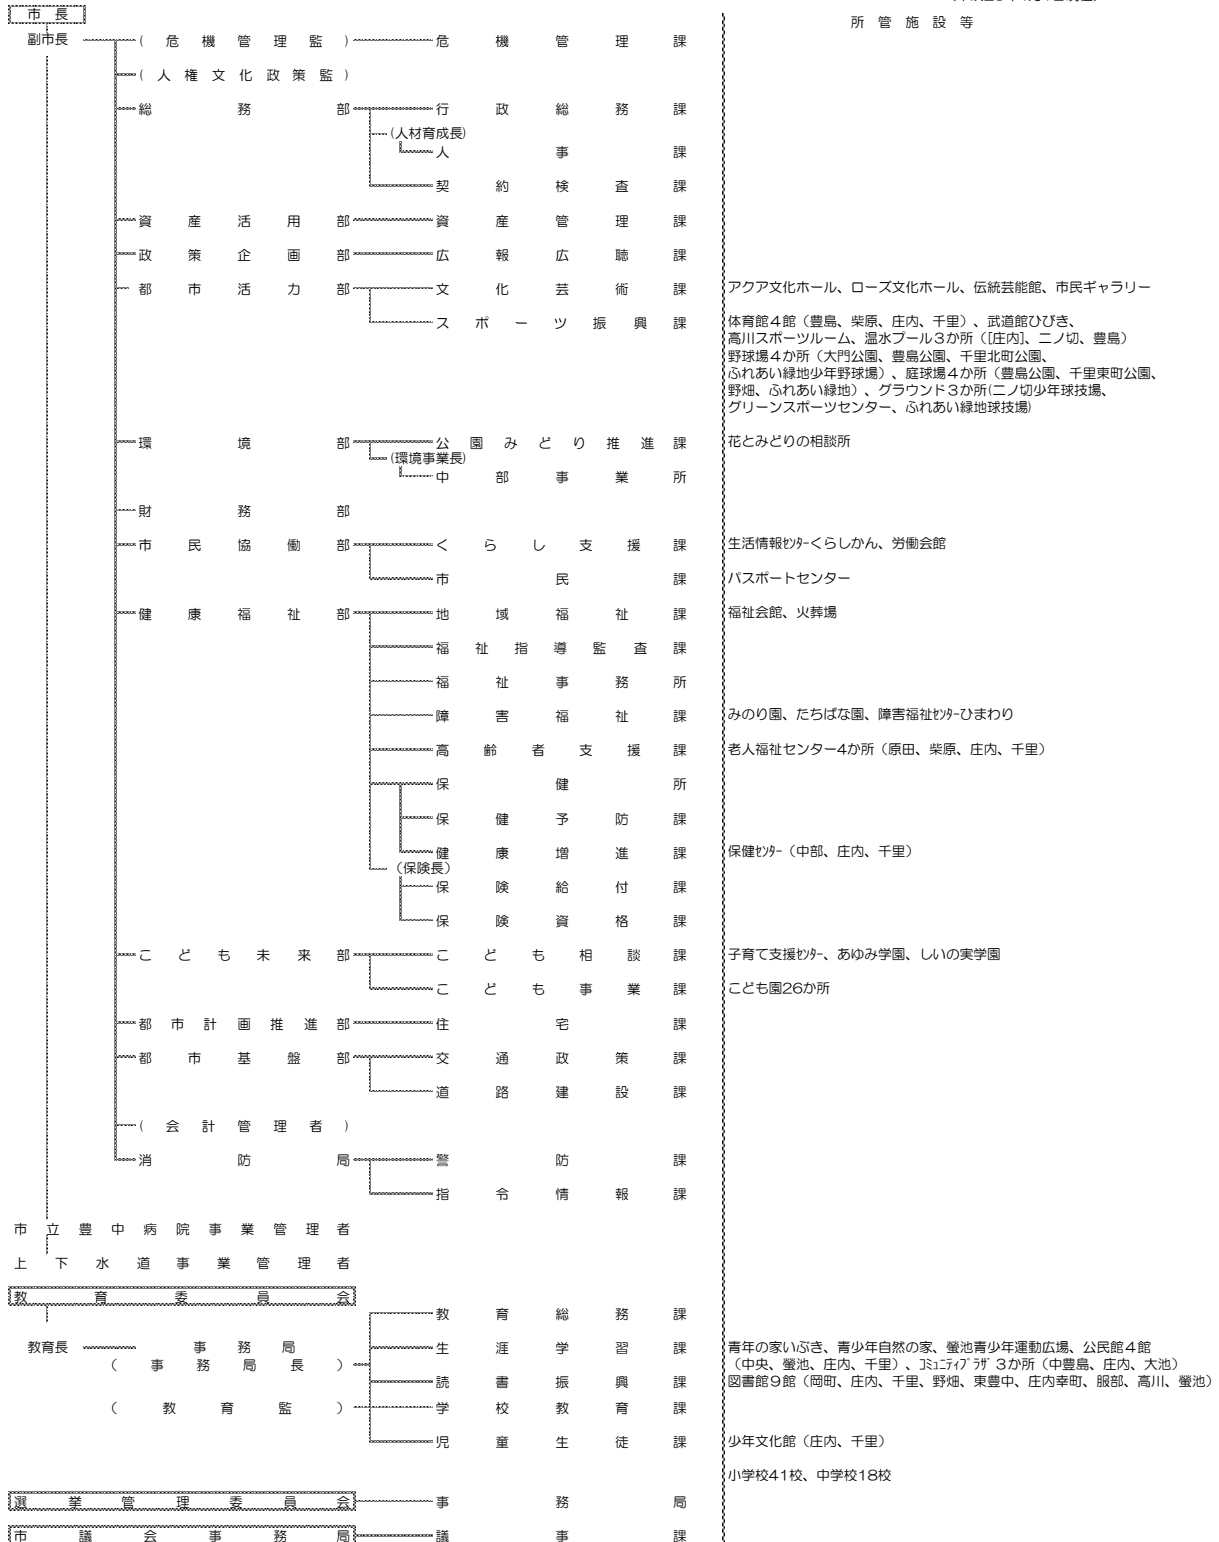 市長
所管施設等
副市長 (危機管理監) 危機管理課
(人権文化政策監)
総務部 行政総務課
(人材育成長)
人事課
契約検査課
資産活用部 資産管理課
政策企画部 広報広聴課
都市活力部 文化芸術課 アクア文化ホール、ローズ文化ホール、伝統芸能館、市民ギャラリー
スポーツ振興課 体育館4館（豊島、柴原、庄内、千里）、武道館ひびき、
高川スポーツルーム、温水プール3か所（[庄内]、二ノ切、豊島）
野球場4か所（大門公園、豊島公園、千里北町公園、
ふれあい緑地少年野球場）、庭球場4か所（豊島公園、千里東町公園、
野畑、ふれあい緑地）、グラウンド3か所(二ノ切少年球技場、
グリーンスポーツセンター、ふれあい緑地球技場)
環境部 公園みどり推進課 花とみどりの相談所
(環境事業長)
中部事業所
財務部
市民協働部 くらし支援課 生活情報ｾﾝﾀｰくらしかん、労働会館
市民課 パスポートセンター
健康福祉部 地域福祉課 福祉会館、火葬場
福祉指導監査課
福祉事務所
障害福祉課 みのり園、たちばな園、障害福祉ｾﾝﾀｰひまわり
高齢者支援課 老人福祉センター4か所（原田、柴原、庄内、千里）
保健所
保健予防課
健康増進課 保健ｾﾝﾀｰ（中部、庄内、千里）
（保険長）
保険給付課
保険資格課
こども未来部 こども相談課 子育て支援ｾﾝﾀｰ、あゆみ学園、しいの実学園
こども事業課 こども園26か所
都市計画推進部 住宅課
都市基盤部 交通政策課
道路建設課
(会計管理者)
消防局 警防課
指令情報課
市立豊中病院事業管理者
上下水道事業管理者
教育委員会
教育総務課
教育長 事務局 生涯学習課 青年の家いぶき、青少年自然の家、螢池青少年運動広場、公民館4館
(事務局長) （中央、螢池、庄内、千里）、ｺﾐｭﾆﾃｨﾌﾟﾗｻﾞ 3か所（中豊島、庄内、大池）
読書振興課 図書館9館（岡町、庄内、千里、野畑、東豊中、庄内幸町、服部、高川、螢池）
(教育監) 学校教育課
児童生徒課 少年文化館（庄内、千里）
小学校41校、中学校18校
選挙管理委員会 事務局
市議会事務局 議事課